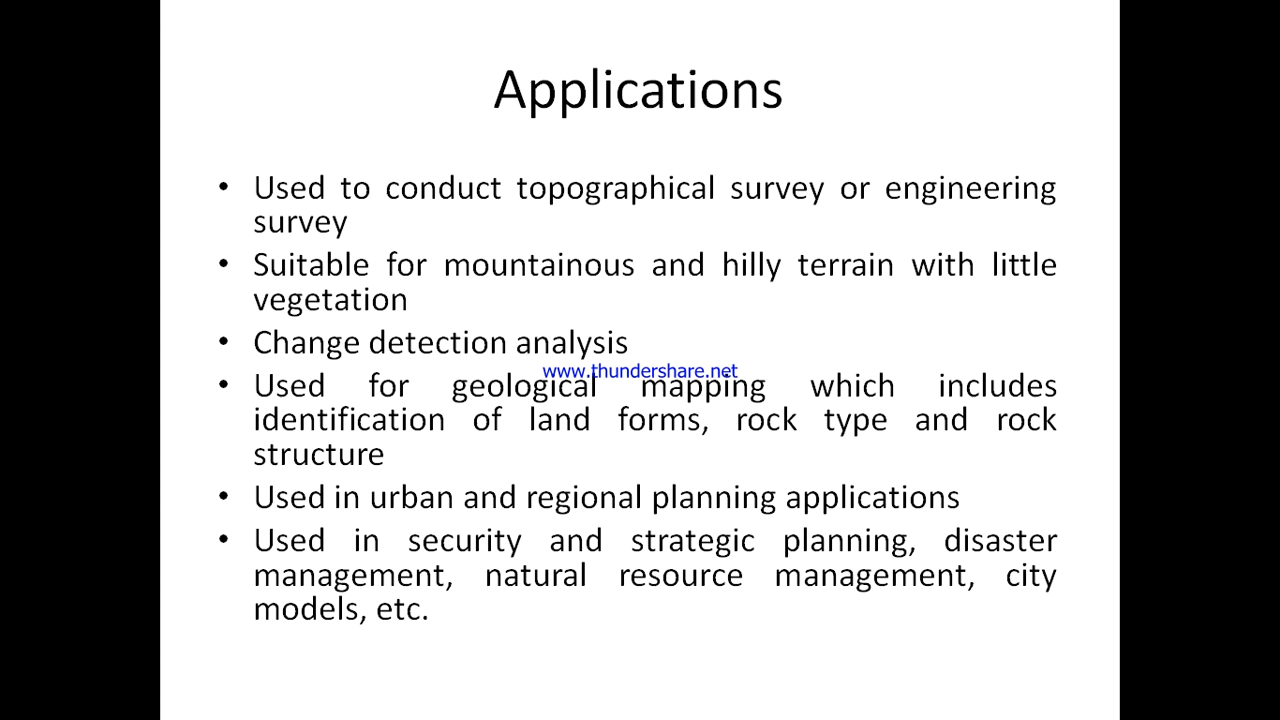 Applications
• Used to conduct topographical survey or engineering
survey
• Suitable for mountainous and hilly terrain with little
vegetation
• Change detection analysis
www.thundershare.net
• Used for geological mapping which includes
identification of land forms, rock type and rock
structure
• Used in urban and regional planning applications
• Used in security and strategic planning, disaster
management, natural resource management, city
models, etc.